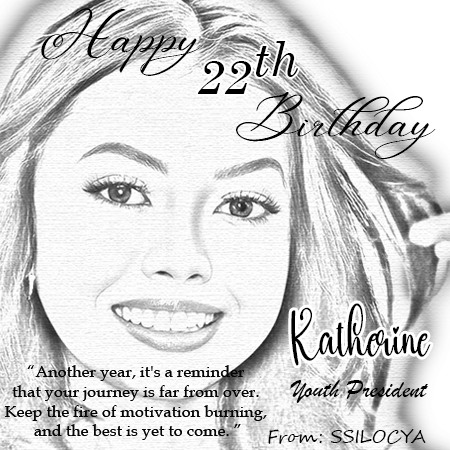 Happy
22th
Birthday
Katherine
Youth President
“Another year, it's a reminder
that your journey is far from over.
Keep the fire of motivation burning,
and the best is yet to come.”
From: SSILOCYA